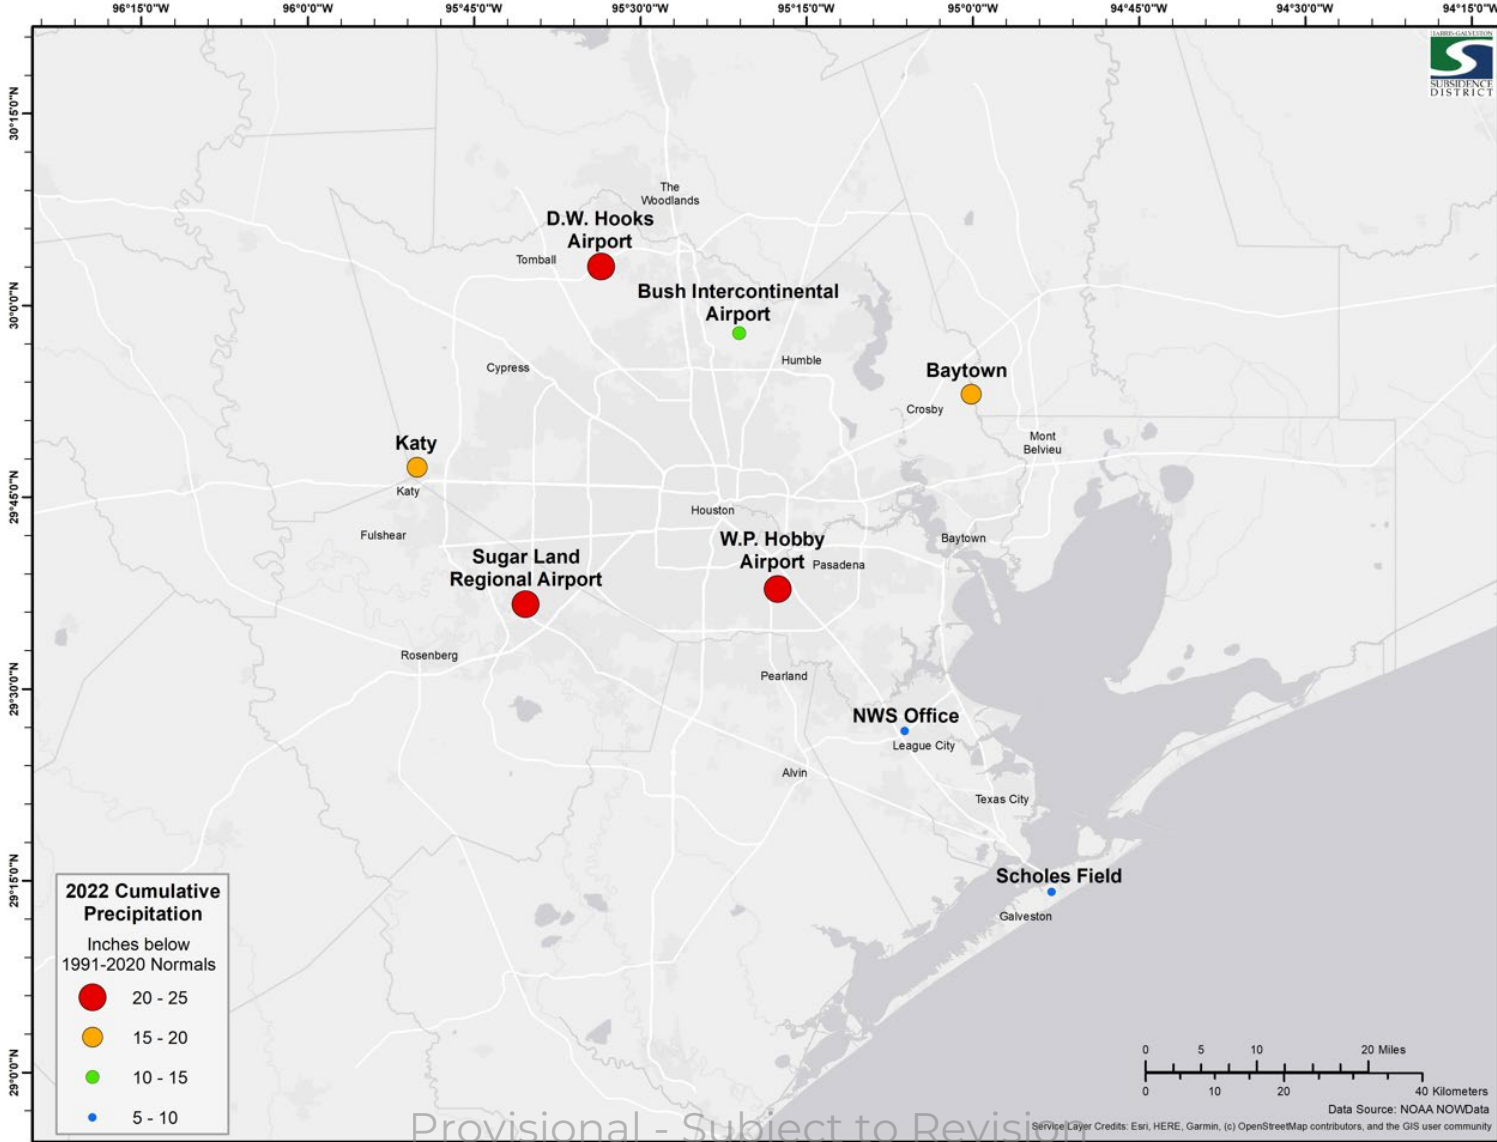 96°15'0"W
96°0'0"W
95°45'0"W
95°30'0"W
95°15'0"W
95°0'0"W
94°45'0"W
94°30'0"W
94°15'0"W
HARRIS-GALVESTON
SUBSIDENCE
DISTRICT
30°15'0"N
30°0'0"N
29°45'0"N
29°30'0"N
29°15'0"N
29°0'0"N
The
Woodlands
D.W. Hooks
Airport
Tomball
Bush Intercontinental
Airport
Humble
Cypress
Baytown
Crosby
Mont
Belvieu
Katy
Katy
Fulshear
Houston
W.P. Hobby
Airport
Pasadena
Baytown
Sugar Land
Regional Airport
Rosenberg
Pearland
NWS Office
League City
Alvin
Texas City
Scholes Field
Galveston
2022 Cumulative
Precipitation
Inches below
1991-2020 Normals
20 - 25
15 - 20
10 - 15
5 - 10
0 5 10 20 Miles
0 10 20 40 Kilometers
Data Source: NOAA NOWData
Service Layer Credits: Esri, HERE, Garmin, (c) OpenStreetMap contributors, and the GIS user community
Provisional - Subject to Revision